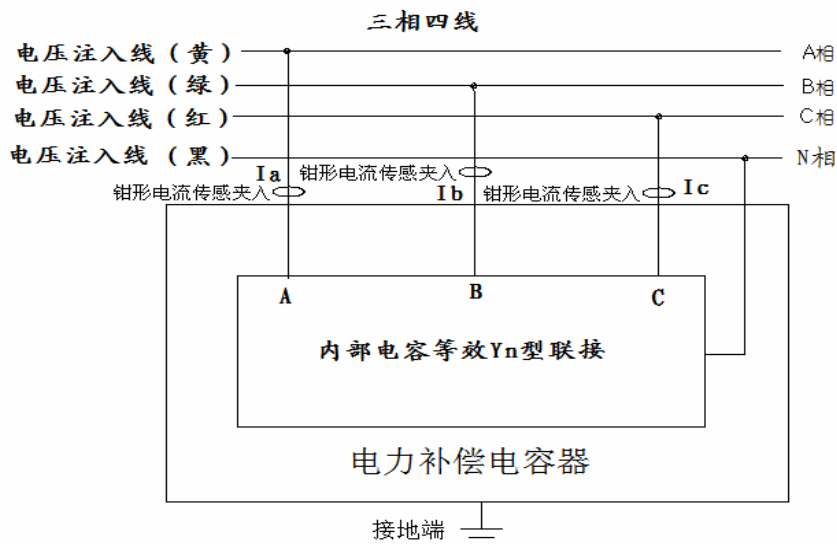 三相四线
电压注入线（黄） A相
电压注入线（绿） B相
电压注入线（红） C相
电压注入线（黑） N相
Ia 钳形电流传感夹入
钳形电流传感夹入 Ib 钳形电流传感夹入 Ic
A B C
内部电容等效Yn型联接
电力补偿电容器
接地端